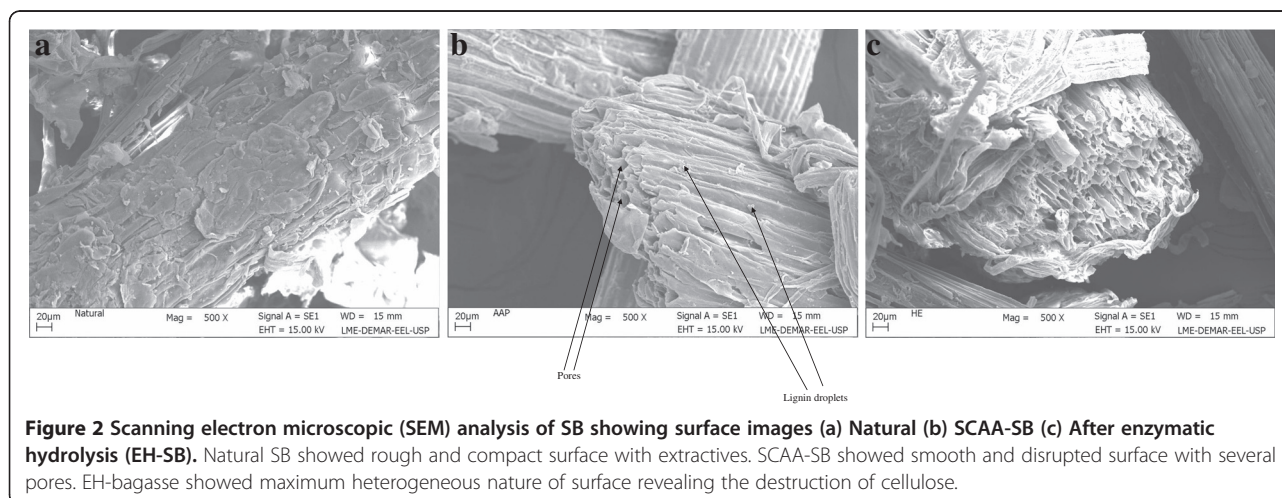 a
b
c
20µm
Natural
Mag = 500 X
Signal A = SE1
WD = 15 mm
EHT = 15.00 kV
LME-DEMAR-EEL-USP
20µm
AAP
Mag = 500 X
Signal A = SE1
WD = 15 mm
EHT = 15.00 kV
LME-DEMAR-EEL-USP
20µm
HE
Mag = 500 X
Signal A = SE1
WD = 15 mm
EHT = 15.00 kV
LME-DEMAR-EEL-USP
Pores
Lignin droplets
Figure 2 Scanning electron microscopic (SEM) analysis of SB showing surface images (a) Natural (b) SCAA-SB (c) After enzymatic
hydrolysis (EH-SB). Natural SB showed rough and compact surface with extractives. SCAA-SB showed smooth and disrupted surface with several
pores. EH-bagasse showed maximum heterogeneous nature of surface revealing the destruction of cellulose.